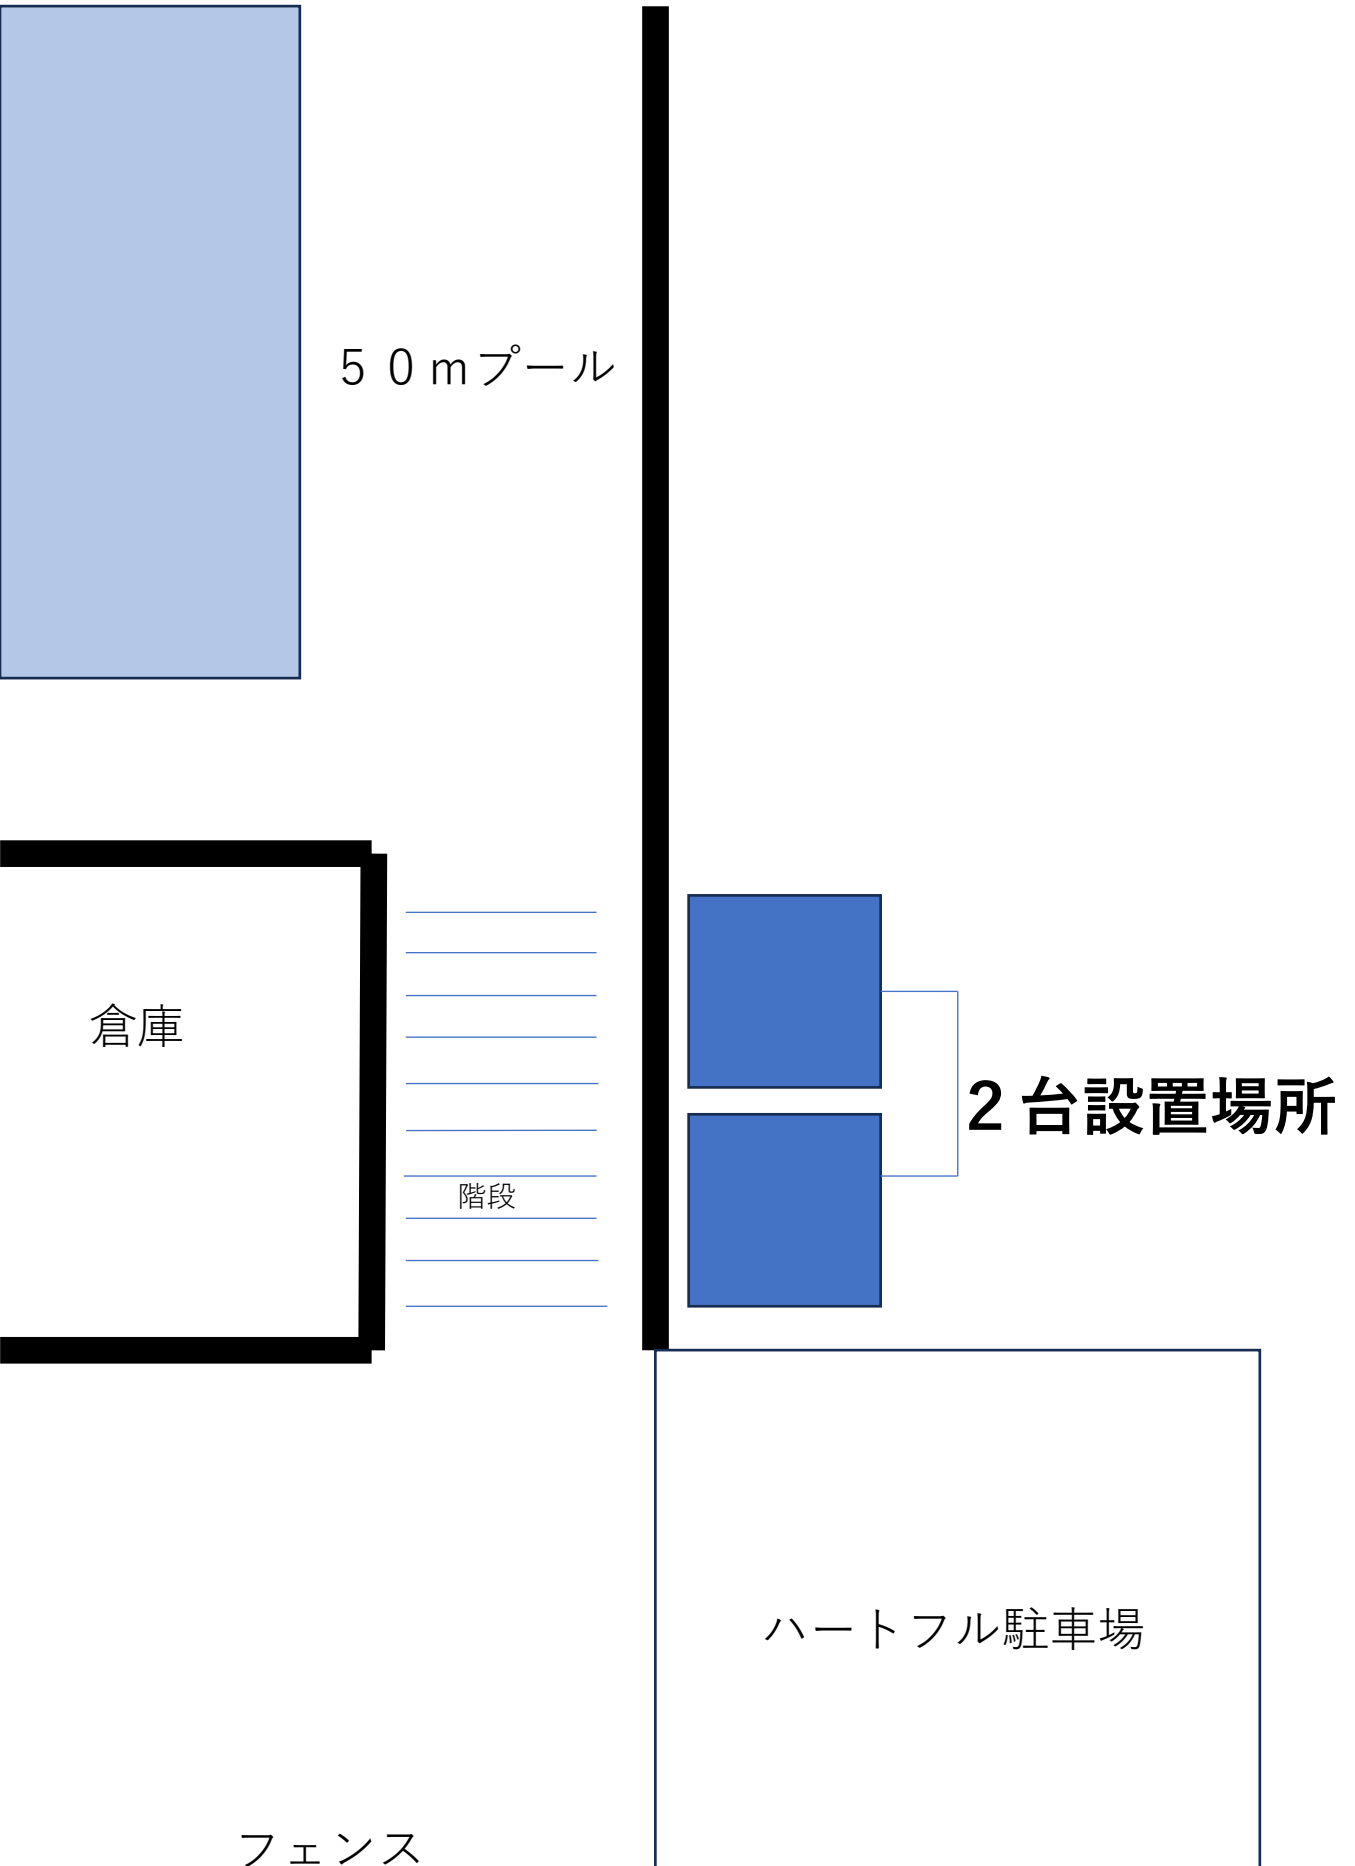 ５０ｍプール
倉庫
２台設置場所
階段
ハートフル駐車場
フェンス